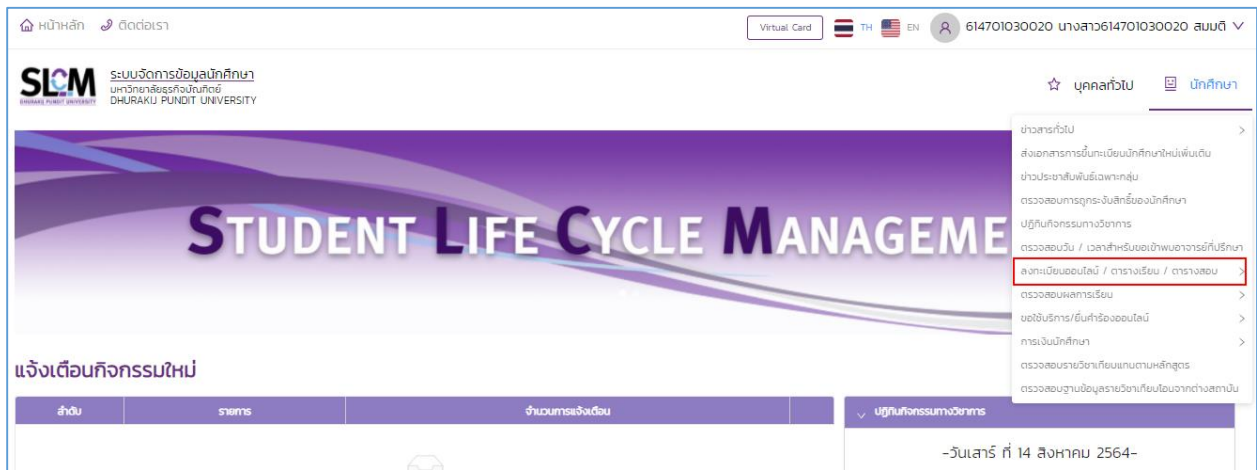 หน้าหลัก ติดต่อเรา Virtual Card TH EN 614701030020 นางสาว614701030020 สมมติ
SLCM
DHURAKIJ PUNDIT UNIVERSITY
ระบบจัดการข้อมูลนักศึกษา
มหาวิทยาลัยธุรกิจบัณฑิตย์
DHURAKIJ PUNDIT UNIVERSITY
บุคคลทั่วไป นักศึกษา
ข่าวสารทั่วไป
ส่งเอกสารการขึ้นทะเบียนนักศึกษาใหม่เพิ่มเติม
ข่าวประชาสัมพันธ์เฉพาะกลุ่ม
ตรวจสอบการถูกระงับสิทธิ์ของนักศึกษา
ปฏิทินกิจกรรมทางวิชาการ
ตรวจสอบวัน / เวลาสำหรับขอเข้าพบอาจารย์ที่ปรึกษา
ลงทะเบียนออนไลน์ / ตารางเรียน / ตารางสอบ
ตรวจสอบผลการเรียน
ขอใช้บริการ/ยื่นคำร้องออนไลน์
การเงินนักศึกษา
ตรวจสอบรายวิชาเทียบแทนตามหลักสูตร
ตรวจสอบฐานข้อมูลรายวิชาเทียบโอนจากต่างสถาบัน
STUDENT LIFE CYCLE MANAGEME
แจ้งเตือนกิจกรรมใหม่
ลำดับ รายการ จำนวนการแจ้งเตือน
ปฏิทินกิจกรรมทางวิชาการ
-วันเสาร์ ที่ 14 สิงหาคม 2564-